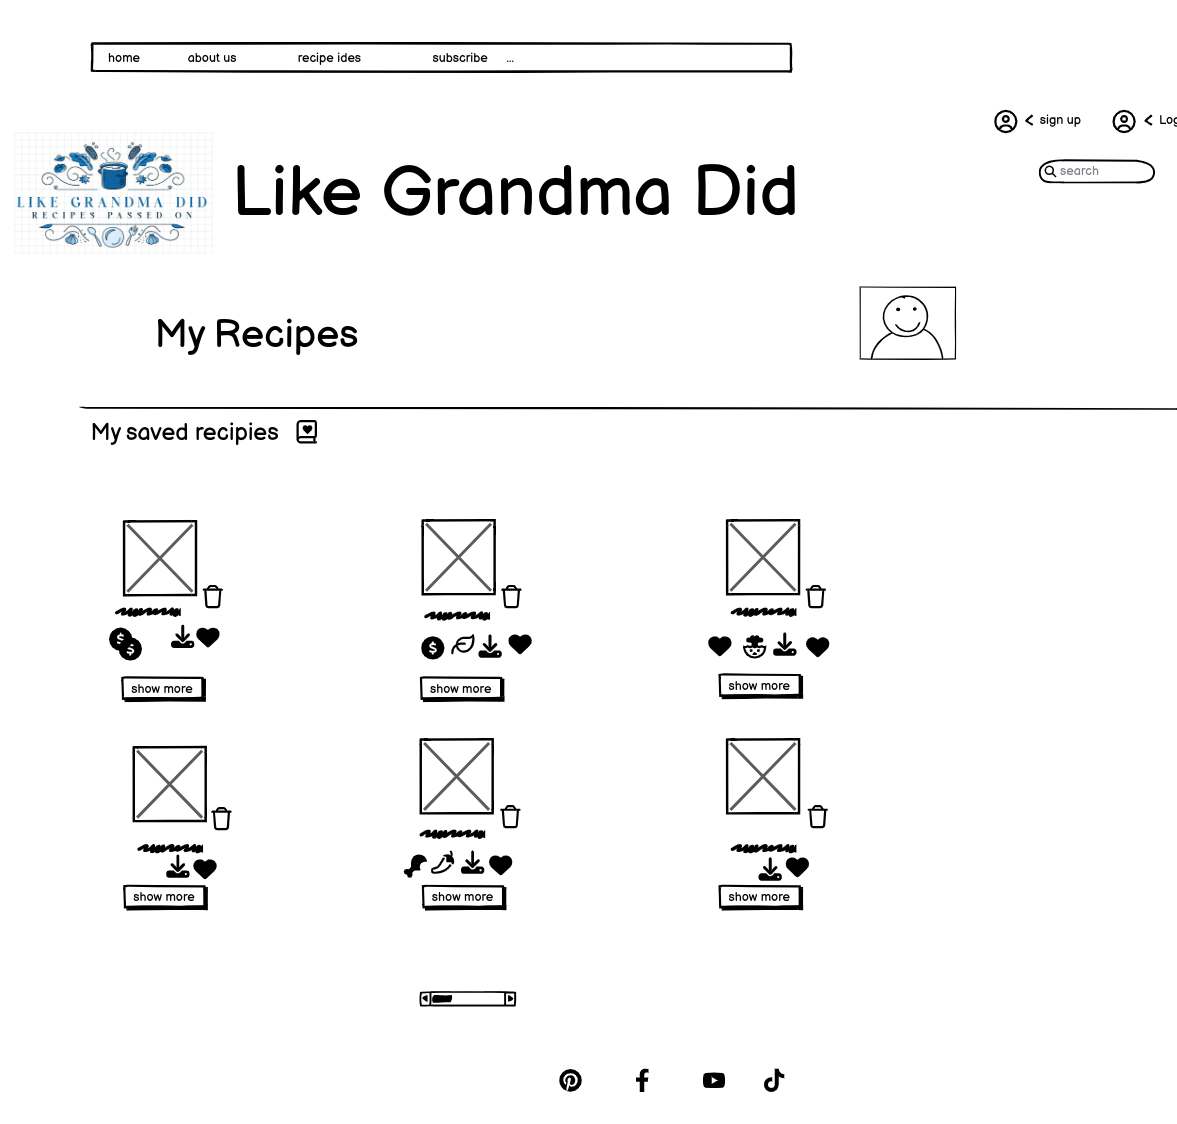 home about us recipe ides subscribe ...
< sign up < Log
search
LIKE GRANDMA DID
RECIPES PASSED ON
Like Grandma Did
My Recipes
My saved recipies
$ $
$
show more show more show more
show more show more show more